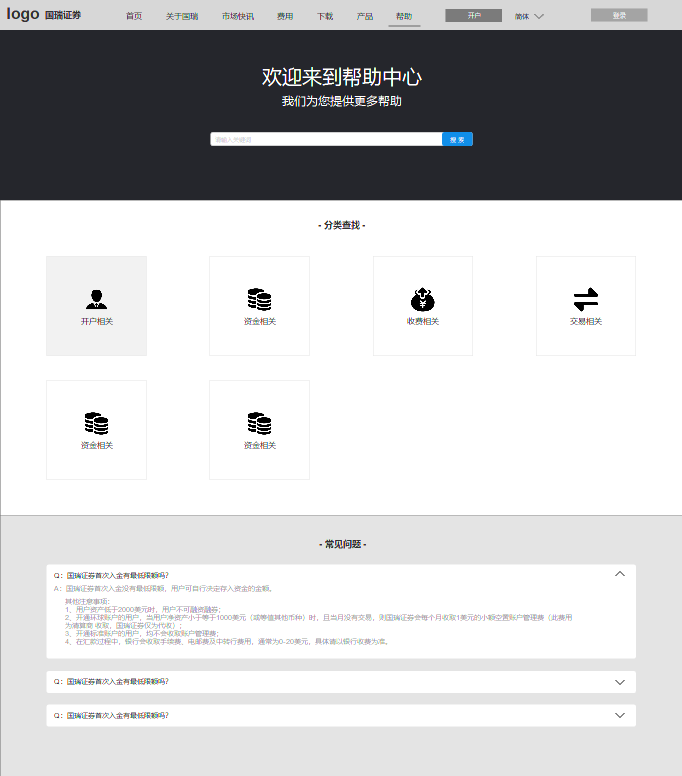 logo 国瑞证券 首页 关于国瑞 市场快讯 费用 下载 产品 帮助 开户 简体 登录
欢迎来到帮助中心
我们为您提供更多帮助
请输入关键词 搜 索
- 分类查找 -
开户相关 资金相关 收费相关 交易相关
资金相关 资金相关
- 常见问题 -
Q：国瑞证券首次入金有最低限额吗？
A：国瑞证券首次入金没有最低限额，用户可自行决定存入资金的金额。
其他注意事项：
1、用户资产低于2000美元时，用户不可融资融券；
2、开通环球账户的用户，当用户净资产小于等于1000美元（或等值其他币种）时，且当月没有交易，则国瑞证券会每个月收取1美元的小额空置账户管理费（此费用
为清算商 收取，国瑞证券仅为代收）；
3、开通标准账户的用户，均不会收取账户管理费；
4、在汇款过程中，银行会收取手续费、电邮费及中转行费用，通常为0-20美元，具体请以银行收费为准。
Q：国瑞证券首次入金有最低限额吗？
Q：国瑞证券首次入金有最低限额吗？